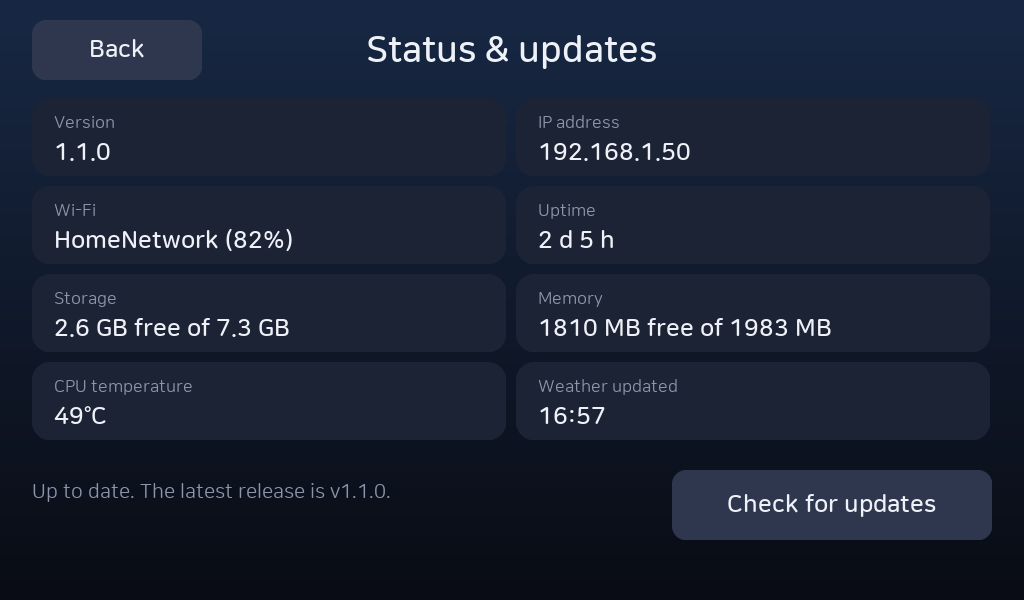 Back
Status & updates
Version
1.1.0
IP address
192.168.1.50
Wi-Fi
HomeNetwork (82%)
Uptime
2 d 5 h
Storage
2.6 GB free of 7.3 GB
Memory
1810 MB free of 1983 MB
CPU temperature
49°C
Weather updated
16:57
Up to date. The latest release is v1.1.0.
Check for updates